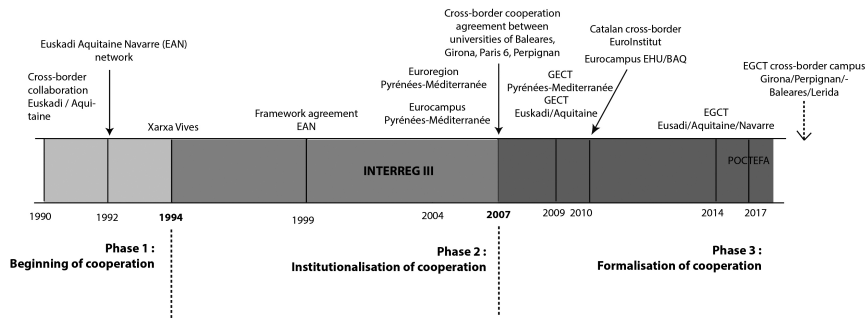 Euskadi Aquitaine Navarre (EAN)
network
Cross-border
collaboration
Euskadi / Aqui-
taine
Xarxa Vives
Framework agreement
EAN
Euroregion
Pyrénées-Méditerranée
Eurocampus
Pyrénées-Méditerranée
Cross-border cooperation
agreement between
universities of Baleares,
Girona, Paris 6, Perpignan
GECT
Pyrénées-Mediterranée
GECT
Euskadi/Aquitaine
Catalan cross-border
EuroInstitut
Eurocampus EHU/BAQ
EGCT
Eusadi/Aquitaine/Navarre
EGCT cross-border campus
Girona/Perpignan/-
Baleares/Lerida
INTERREG III
POCTEFA
1990
1992
1994
1999
2004
2007
2009
2010
2014
2017
Phase 1 :
Beginning of cooperation
Phase 2 :
Institutionalisation of cooperation
Phase 3 :
Formalisation of cooperation